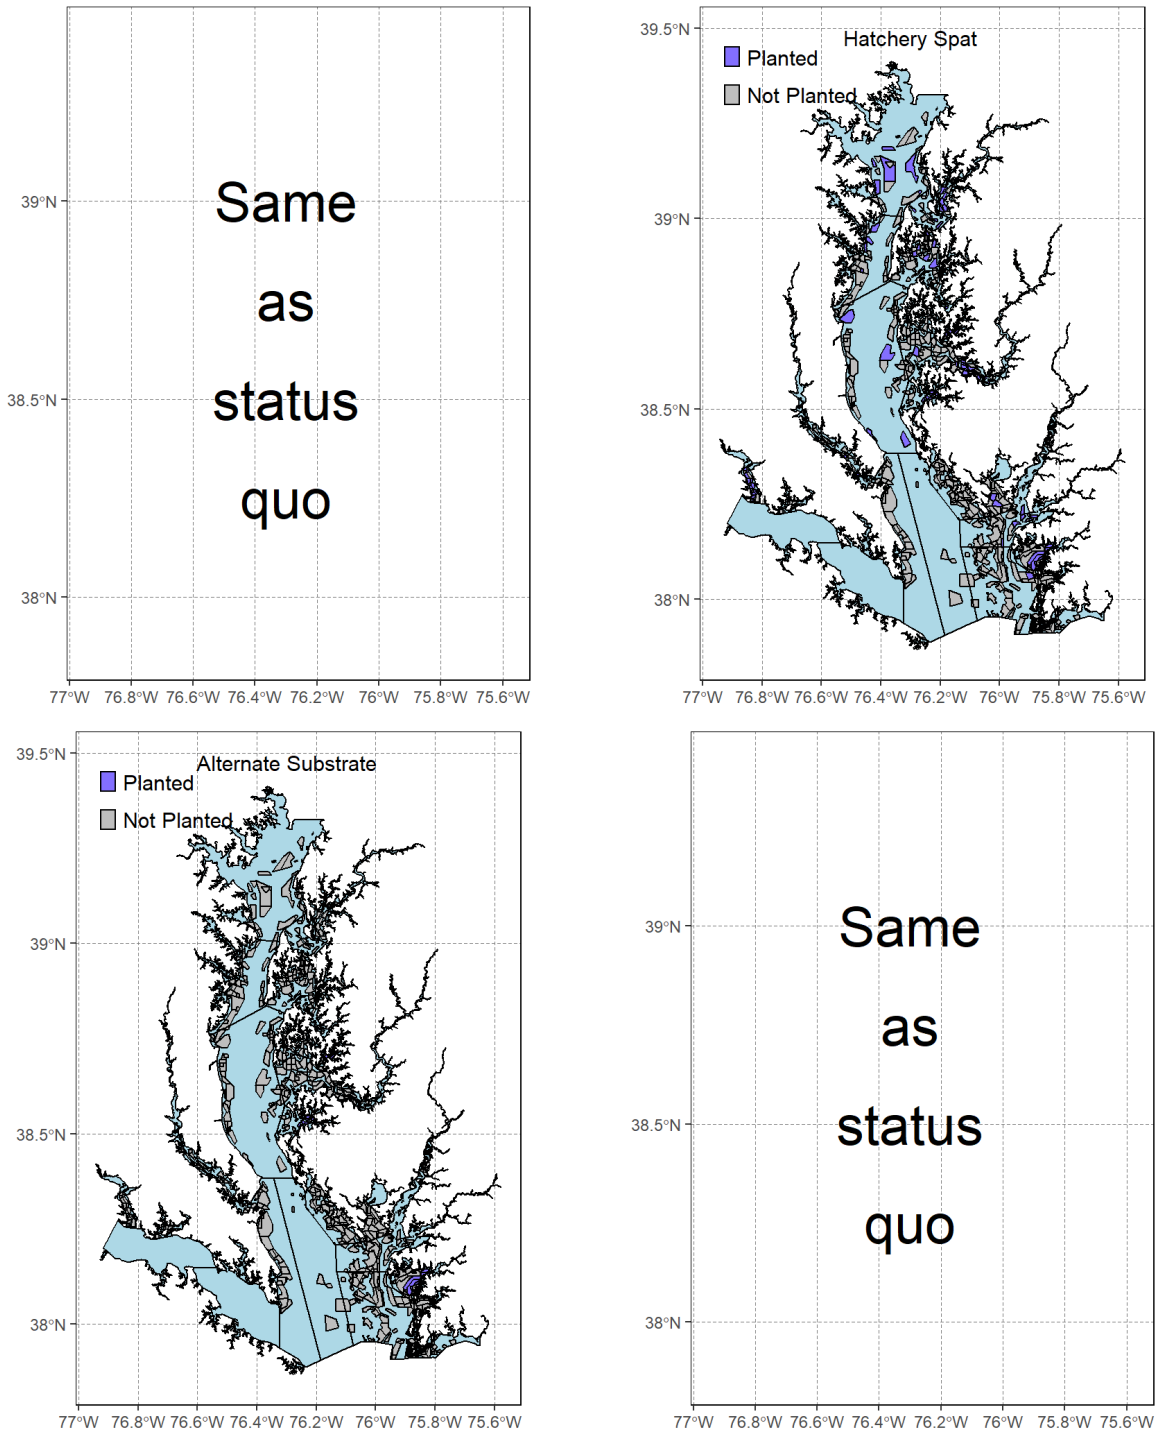 Same
as
status
quo
39°N
38.5°N
38°N
77°W 76.8°W 76.6°W 76.4°W 76.2°W 76°W 75.8°W 75.6°W
Hatchery Spat
Planted
Not Planted
39.5°N
39°N
38.5°N
38°N
77°W 76.8°W 76.6°W 76.4°W 76.2°W 76°W 75.8°W 75.6°W
Alternate Substrate
Planted
Not Planted
39.5°N
39°N
38.5°N
38°N
77°W 76.8°W 76.6°W 76.4°W 76.2°W 76°W 75.8°W 75.6°W
Same
as
status
quo
39°N
38.5°N
38°N
77°W 76.8°W 76.6°W 76.4°W 76.2°W 76°W 75.8°W 75.6°W